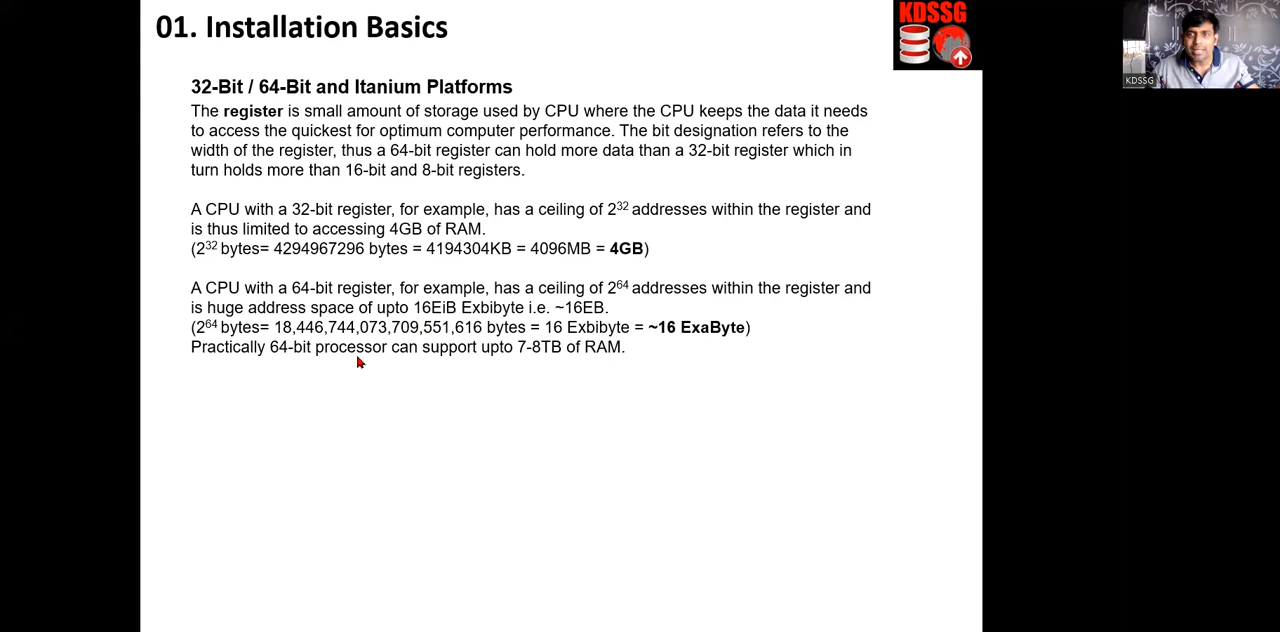 01. Installation Basics
KDSSG
KDSSG
32-Bit / 64-Bit and Itanium Platforms
The register is small amount of storage used by CPU where the CPU keeps the data it needs
to access the quickest for optimum computer performance. The bit designation refers to the
width of the register, thus a 64-bit register can hold more data than a 32-bit register which in
turn holds more than 16-bit and 8-bit registers.
A CPU with a 32-bit register, for example, has a ceiling of 2³² addresses within the register and
is thus limited to accessing 4GB of RAM.
(2³² bytes= 4294967296 bytes = 4194304KB = 4096MB = 4GB)
A CPU with a 64-bit register, for example, has a ceiling of 2⁶⁴ addresses within the register and
is huge address space of upto 16EiB Exbibyte i.e. ~16EB.
(2⁶⁴ bytes= 18,446,744,073,709,551,616 bytes = 16 Exbibyte = ~16 ExaByte)
Practically 64-bit processor can support upto 7-8TB of RAM.